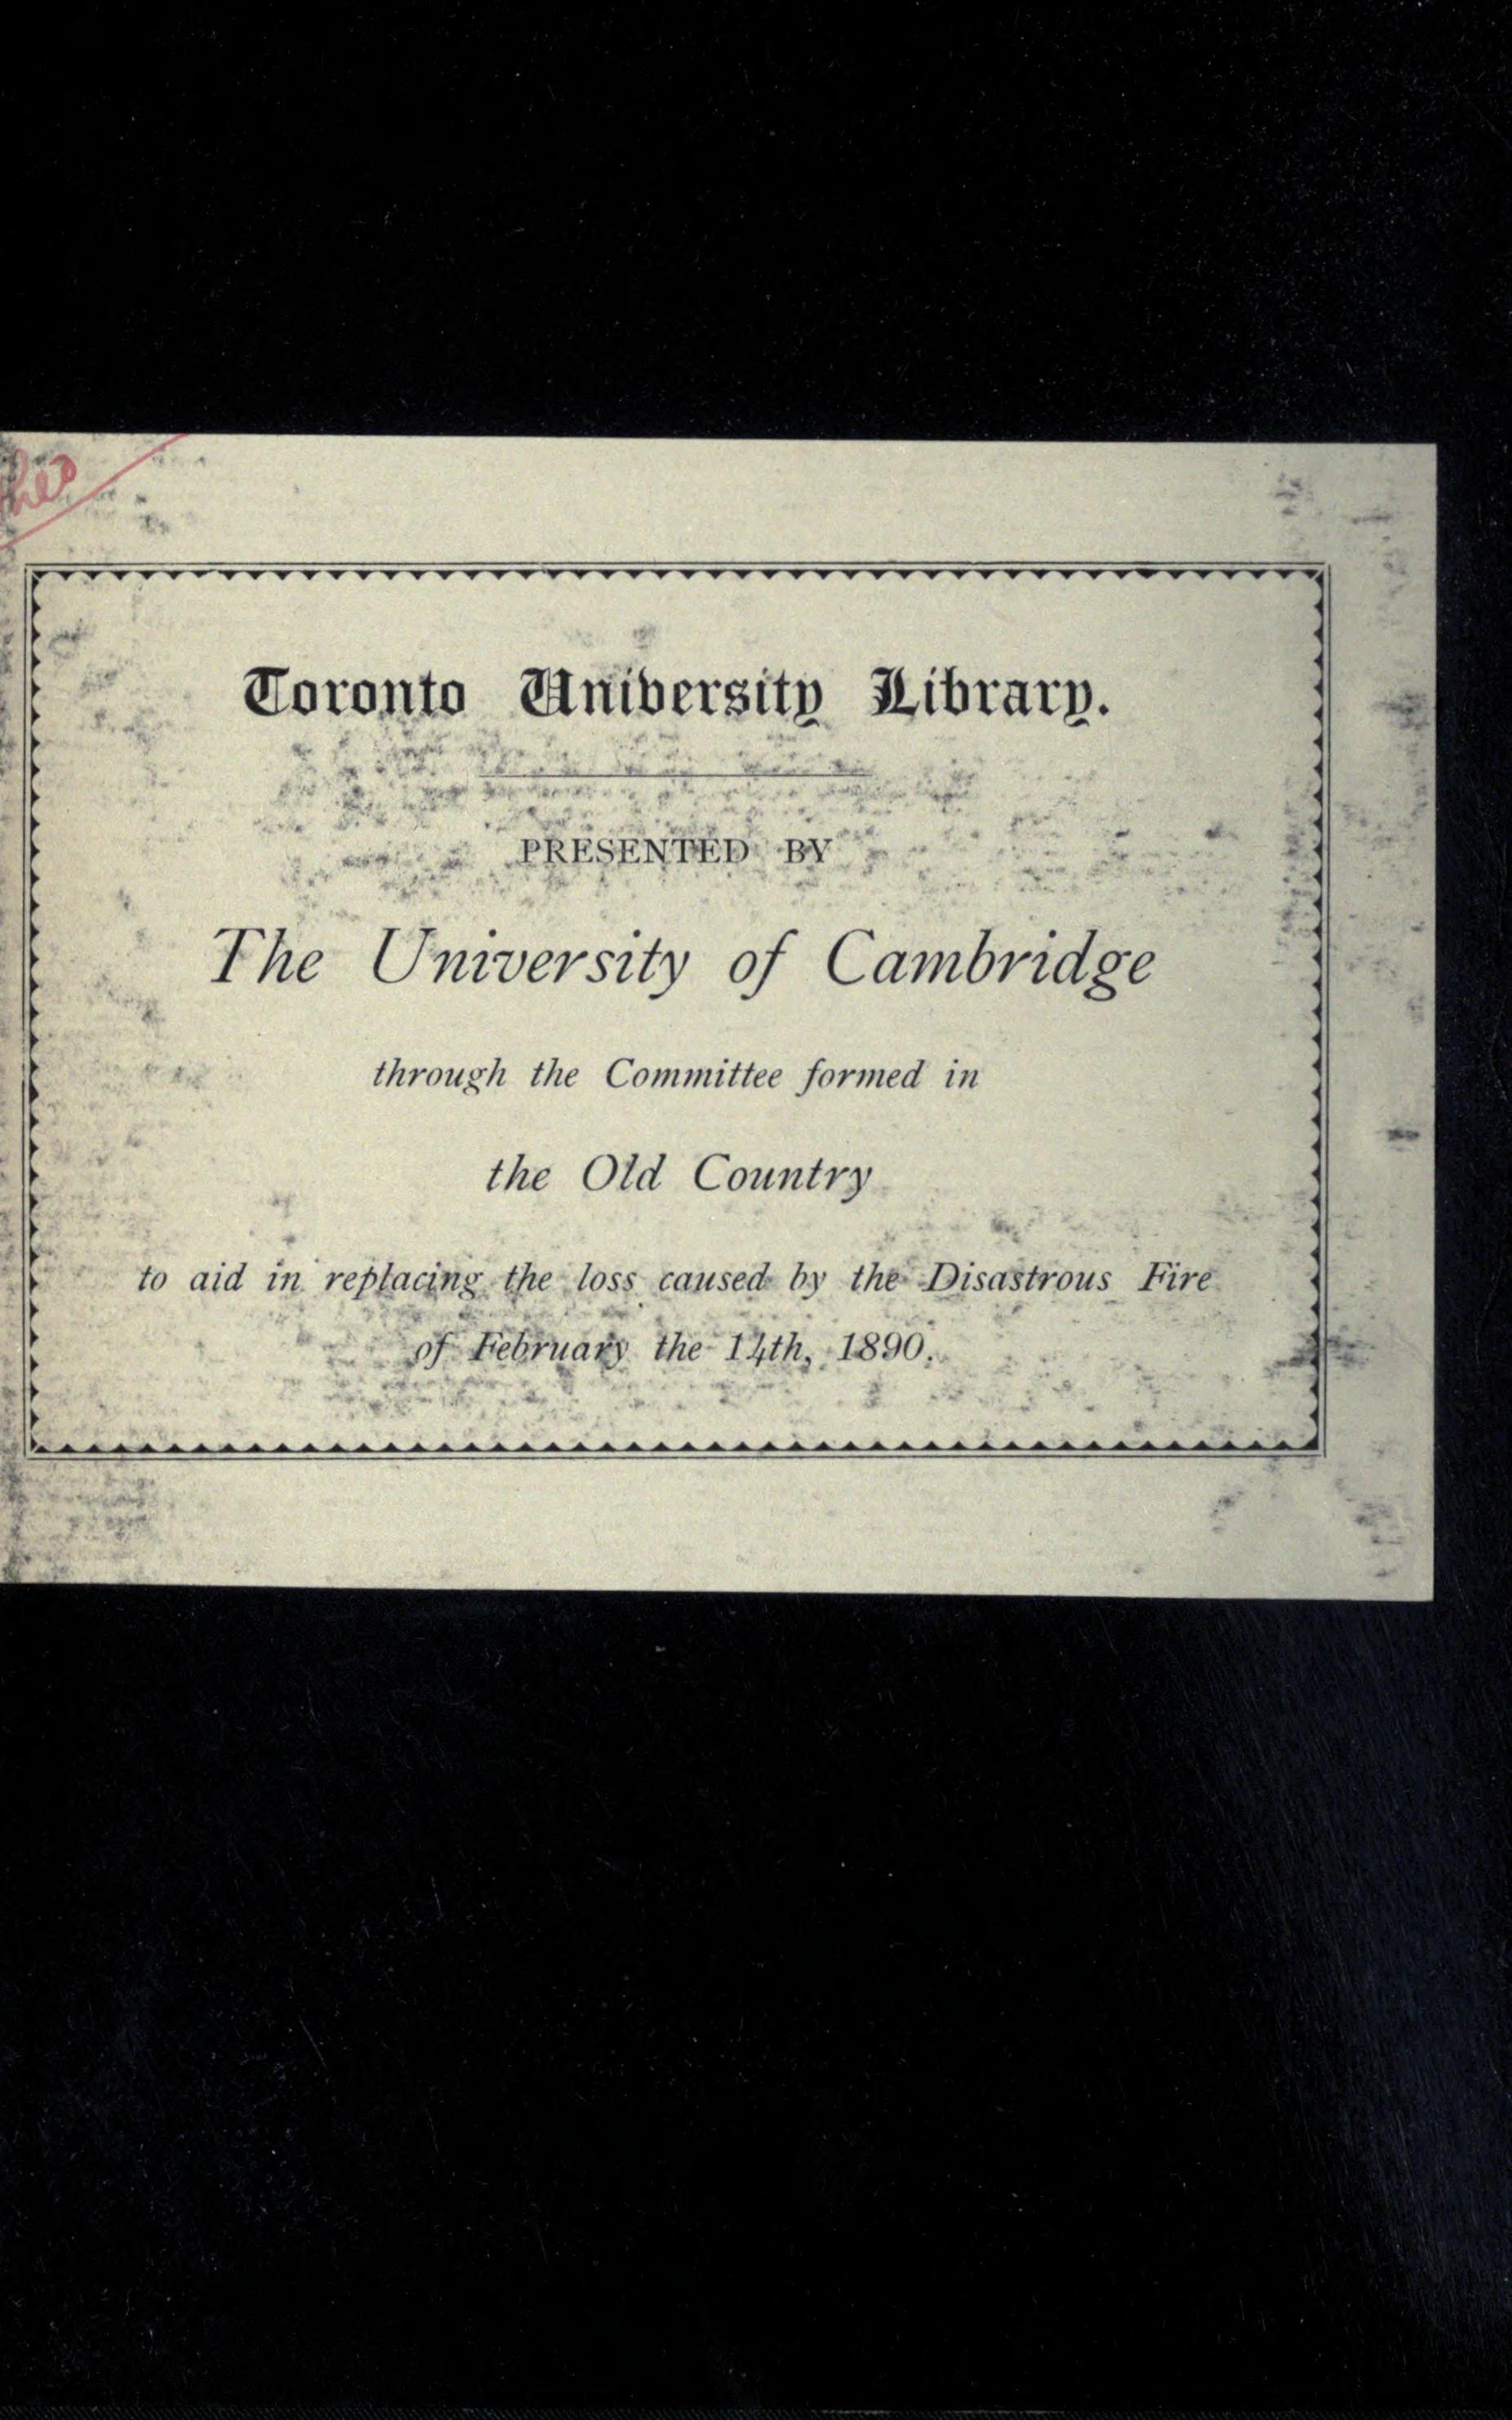 Toronto University Library.
PRESENTED BY
The University of Cambridge
through the Committee formed in
the Old Country
to aid in replacing the loss caused by the Disastrous Fire
of February the 14th, 1890.